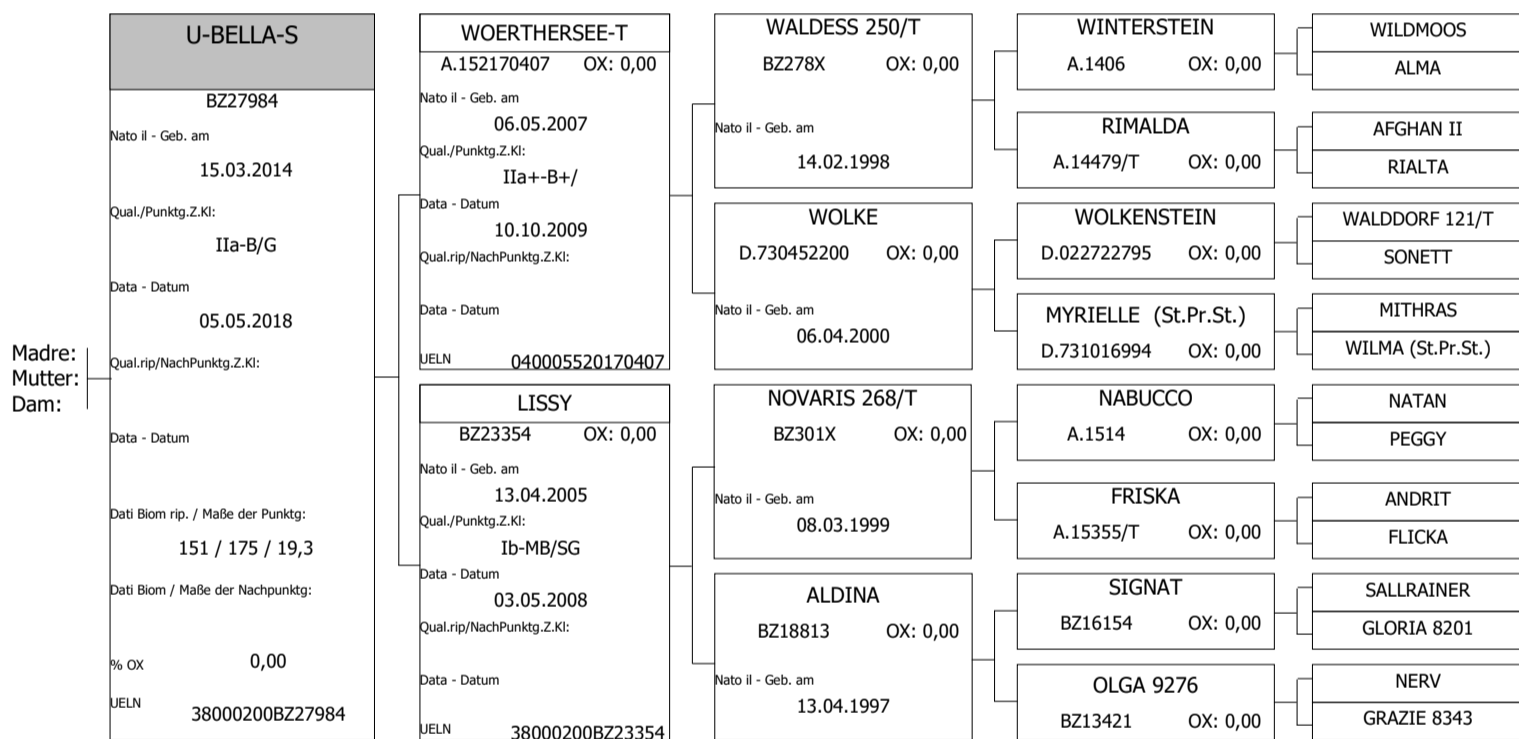 Madre:
Mutter:
Dam:
U-BELLA-S
BZ27984
Nato il - Geb. am
15.03.2014
Qual./Punktg.Z.Kl:
IIa-B/G
Data - Datum
05.05.2018
Qual.rip/NachPunktg.Z.Kl:
Data - Datum
Dati Biom rip. / Maße der Punktg:
151 / 175 / 19,3
Dati Biom / Maße der Nachpunktg:
% OX 0,00
UELN 38000200BZ27984
WOERTHERSEE-T
A.152170407 OX: 0,00
Nato il - Geb. am
06.05.2007
Qual./Punktg.Z.Kl:
IIa+-B+/
Data - Datum
10.10.2009
Qual.rip/NachPunktg.Z.Kl:
Data - Datum
UELN 040005520170407
LISSY
BZ23354 OX: 0,00
Nato il - Geb. am
13.04.2005
Qual./Punktg.Z.Kl:
Ib-MB/SG
Data - Datum
03.05.2008
Qual.rip/NachPunktg.Z.Kl:
Data - Datum
UELN 38000200BZ23354
WALDESS 250/T
BZ278X OX: 0,00
Nato il - Geb. am
14.02.1998
WOLKE
D.730452200 OX: 0,00
Nato il - Geb. am
06.04.2000
NOVARIS 268/T
BZ301X OX: 0,00
Nato il - Geb. am
08.03.1999
ALDINA
BZ18813 OX: 0,00
Nato il - Geb. am
13.04.1997
WINTERSTEIN
A.1406 OX: 0,00
RIMALDA
A.14479/T OX: 0,00
WOLKENSTEIN
D.022722795 OX: 0,00
MYRIELLE (St.Pr.St.)
D.731016994 OX: 0,00
NABUCCO
A.1514 OX: 0,00
FRISKA
A.15355/T OX: 0,00
SIGNAT
BZ16154 OX: 0,00
OLGA 9276
BZ13421 OX: 0,00
WILDMOOS
ALMA
AFGHAN II
RIALTA
WALDDORF 121/T
SONETT
MITHRAS
WILMA (St.Pr.St.)
NATAN
PEGGY
ANDRIT
FLICKA
SALLRAINER
GLORIA 8201
NERV
GRAZIE 8343